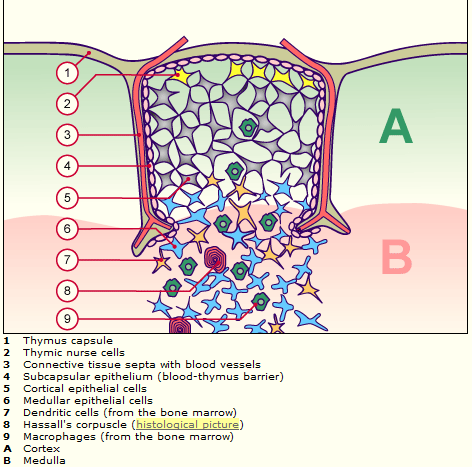 A
B
1
2
3
4
5
6
7
8
9
1 Thymus capsule
2 Thymic nurse cells
3 Connective tissue septa with blood vessels
4 Subcapsular epithelium (blood-thymus barrier)
5 Cortical epithelial cells
6 Medullar epithelial cells
7 Dendritic cells (from the bone marrow)
8 Hassall's corpuscle (histological picture)
9 Macrophages (from the bone marrow)
A Cortex
B Medulla